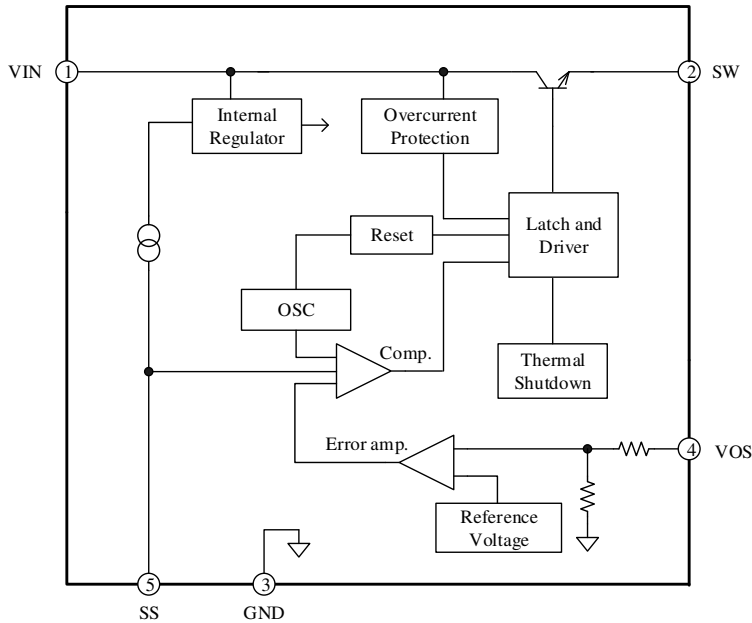 VIN
1
2
SW
Internal
Regulator
Overcurrent
Protection
Latch and
Driver
Reset
OSC
Comp.
Thermal
Shutdown
Error amp.
4
VOS
Reference
Voltage
5
3
SS
GND